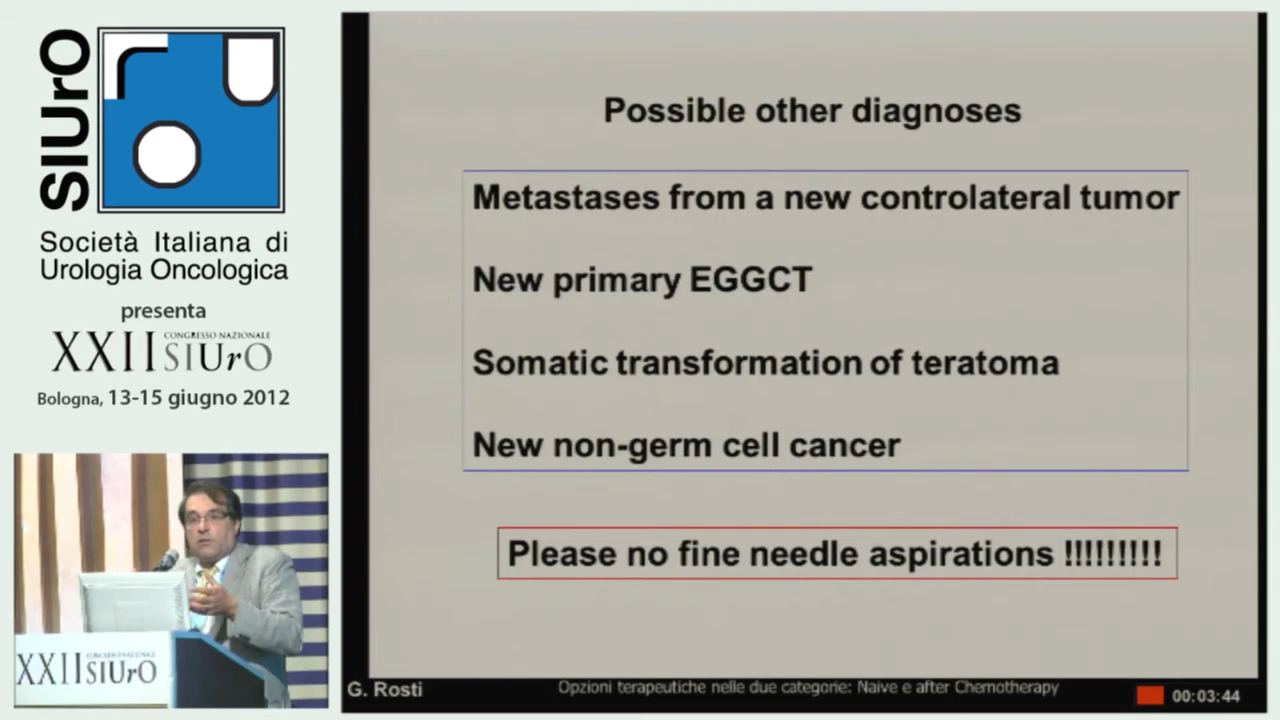 SIUrO
Società Italiana di
Urologia Oncologica
presenta
CONGRESSO NAZIONALE
XXII SIUrO
Bologna, 13-15 giugno 2012
XXII SIUrO
Possible other diagnoses
Metastases from a new controlateral tumor
New primary EGGCT
Somatic transformation of teratoma
New non-germ cell cancer
Please no fine needle aspirations !!!!!!!!!
G. Rosti
Opzioni terapeutiche nelle due categorie: Naive e after Chemotherapy
00:03:44